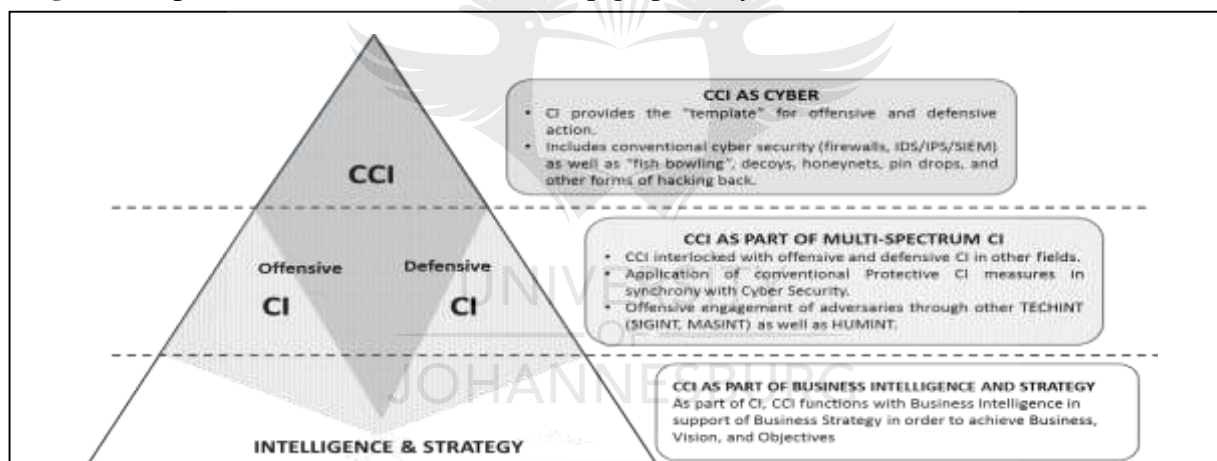 CCI AS CYBER
• CI provides the "template" for offensive and defensive
action.
• Includes conventional cyber security (firewalls, IDS/IPS/SIEM)
as well as "fish bowling", decoys, honeynets, pin drops, and
other forms of hacking back.
CCI
CCI AS PART OF MULTI-SPECTRUM CI
• CCI interlocked with offensive and defensive CI in other fields.
• Application of conventional Protective CI measures in
synchrony with Cyber Security.
• Offensive engagement of adversaries through other TECHINT
(SIGINT, MASINT) as well as HUMINT.
Offensive
CI
Defensive
CI
UNIVERSITY
OF
JOHANNESBURG
CCI AS PART OF BUSINESS INTELLIGENCE AND STRATEGY
As part of CI, CCI functions with Business Intelligence in
support of Business Strategy in order to achieve Business,
Vision, and Objectives
INTELLIGENCE & STRATEGY